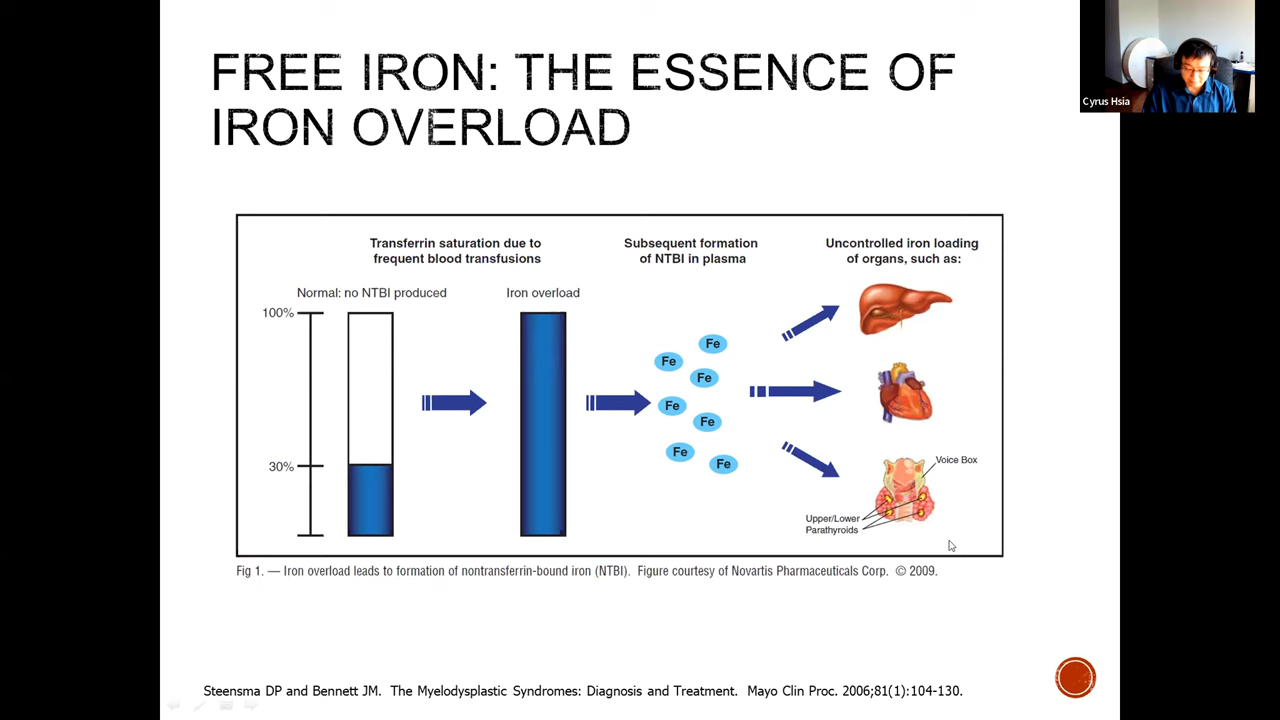 FREE IRON: THE ESSENCE OF
IRON OVERLOAD
Cyrus Hsia
Transferrin saturation due to
frequent blood transfusions
Subsequent formation
of NTBI in plasma
Uncontrolled iron loading
of organs, such as:
Normal: no NTBI produced
Iron overload
100%
30%
Fe
Fe
Fe
Fe
Fe
Fe
Fe
Voice Box
Upper/Lower
Parathyroids
Fig 1. — Iron overload leads to formation of nontransferrin-bound iron (NTBI). Figure courtesy of Novartis Pharmaceuticals Corp. © 2009.
Steensma DP and Bennett JM. The Myelodysplastic Syndromes: Diagnosis and Treatment. Mayo Clin Proc. 2006;81(1):104-130.